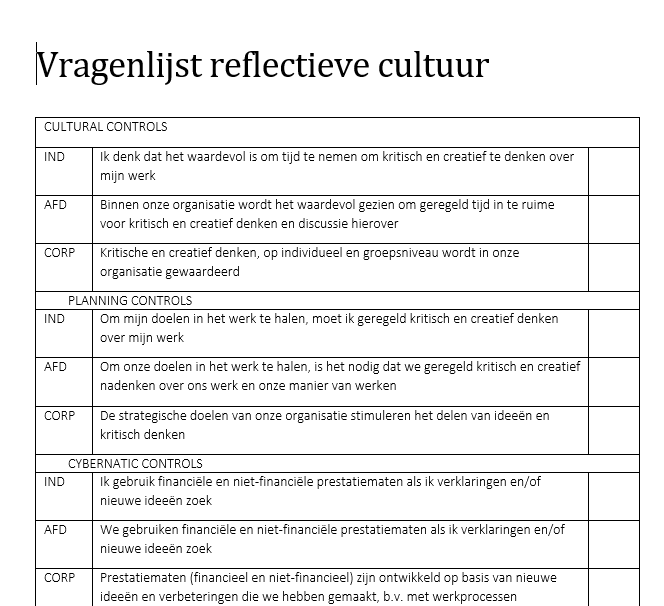 Vragenlijst reflectieve cultuur
CULTURAL CONTROLS
IND Ik denk dat het waardevol is om tijd te nemen om kritisch en creatief te denken over
mijn werk
AFD Binnen onze organisatie wordt het waardevol gezien om geregeld tijd in te ruime
voor kritisch en creatief denken en discussie hierover
CORP Kritische en creatief denken, op individueel en groepsniveau wordt in onze
organisatie gewaardeerd
PLANNING CONTROLS
IND Om mijn doelen in het werk te halen, moet ik geregeld kritisch en creatief denken
over mijn werk
AFD Om onze doelen in het werk te halen, is het nodig dat we geregeld kritisch en creatief
nadenken over ons werk en onze manier van werken
CORP De strategische doelen van onze organisatie stimuleren het delen van ideeën en
kritisch denken
CYBERNATIC CONTROLS
IND Ik gebruik financiële en niet-financiële prestatiematen als ik verklaringen en/of
nieuwe ideeën zoek
AFD We gebruiken financiële en niet-financiële prestatiematen als ik verklaringen en/of
nieuwe ideeën zoek
CORP Prestatiematen (financieel en niet-financieel) zijn ontwikkeld op basis van nieuwe
ideeën en verbeteringen die we hebben gemaakt, b.v. met werkprocessen